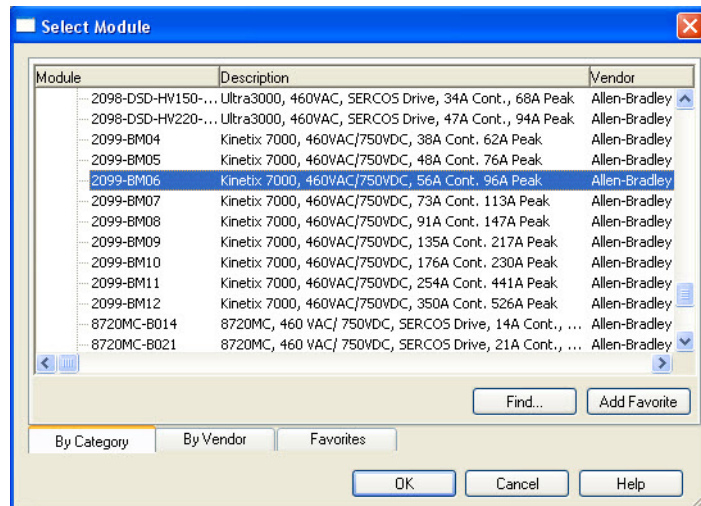 Select Module
Module Description Vendor
2098-DSD-HV150-... Ultra3000, 460VAC, SERCOS Drive, 34A Cont., 68A Peak Allen-Bradley
2098-DSD-HV220-... Ultra3000, 460VAC, SERCOS Drive, 47A Cont., 94A Peak Allen-Bradley
2099-BM04 Kinetix 7000, 460VAC/750VDC, 38A Cont. 62A Peak Allen-Bradley
2099-BM05 Kinetix 7000, 460VAC/750VDC, 48A Cont. 76A Peak Allen-Bradley
2099-BM06 Kinetix 7000, 460VAC/750VDC, 56A Cont. 96A Peak Allen-Bradley
2099-BM07 Kinetix 7000, 460VAC/750VDC, 73A Cont. 113A Peak Allen-Bradley
2099-BM08 Kinetix 7000, 460VAC/750VDC, 91A Cont. 147A Peak Allen-Bradley
2099-BM09 Kinetix 7000, 460VAC/750VDC, 135A Cont. 217A Peak Allen-Bradley
2099-BM10 Kinetix 7000, 460VAC/750VDC, 176A Cont. 230A Peak Allen-Bradley
2099-BM11 Kinetix 7000, 460VAC/750VDC, 254A Cont. 441A Peak Allen-Bradley
2099-BM12 Kinetix 7000, 460VAC/750VDC, 350A Cont. 526A Peak Allen-Bradley
8720MC-B014 8720MC, 460 VAC/ 750VDC, SERCOS Drive, 14A Cont., ... Allen-Bradley
8720MC-B021 8720MC, 460 VAC/ 750VDC, SERCOS Drive, 21A Cont., ... Allen-Bradley
Find... Add Favorite
By Category By Vendor Favorites
OK Cancel Help